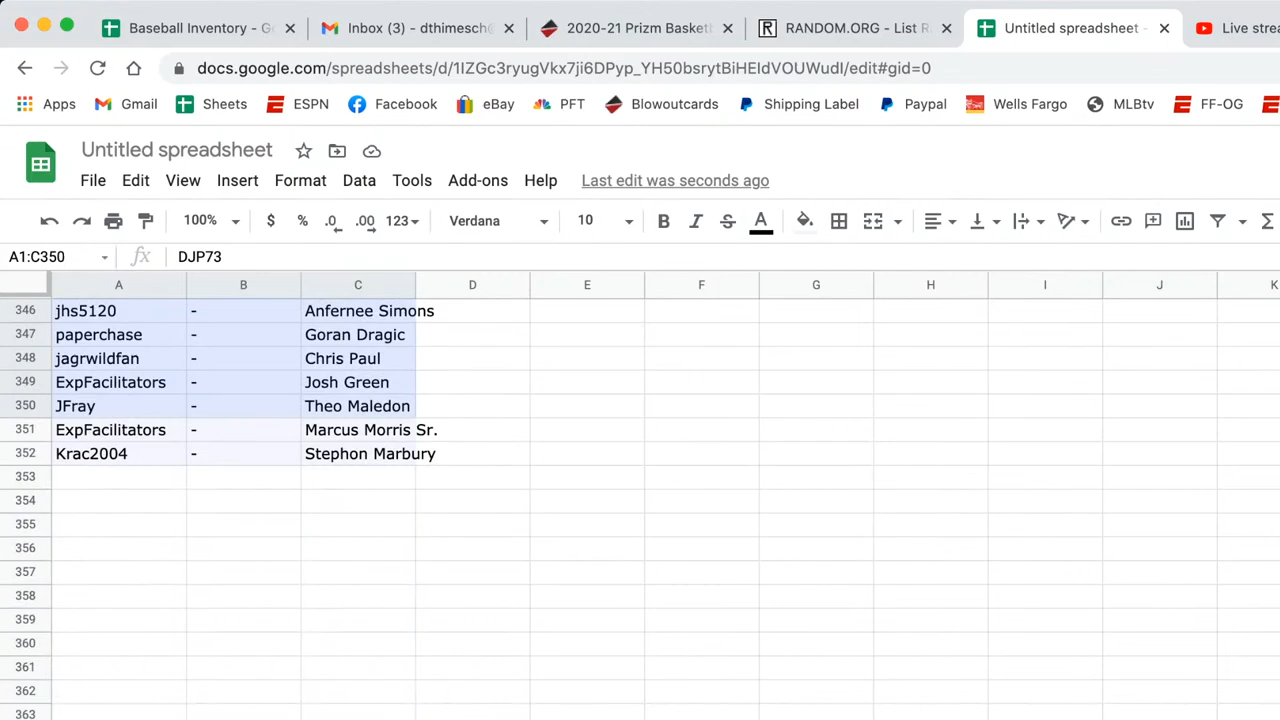 Baseball Inventory - Go
Inbox (3) - dthimesch@
2020-21 Prizm Basketb
RANDOM.ORG - List R
Untitled spreadsheet -
Live strea
docs.google.com/spreadsheets/d/1IZGc3ryugVkx7ji6DPyp_YH50bsrytBiHEIdVOUWudI/edit#gid=0
Apps Gmail Sheets ESPN Facebook eBay PFT Blowoutcards Shipping Label Paypal Wells Fargo MLBtv FF-OG
Untitled spreadsheet
File Edit View Insert Format Data Tools Add-ons Help Last edit was seconds ago
100% $ % .0 .00 123 Verdana 10 B I S A Σ
A1:C350 fx DJP73
A B C D E F G H I J K
346 jhs5120 - Anfernee Simons
347 paperchase - Goran Dragic
348 jagrwildfan - Chris Paul
349 ExpFacilitators - Josh Green
350 JFray - Theo Maledon
351 ExpFacilitators - Marcus Morris Sr.
352 Krac2004 - Stephon Marbury
353
354
355
356
357
358
359
360
361
362
363